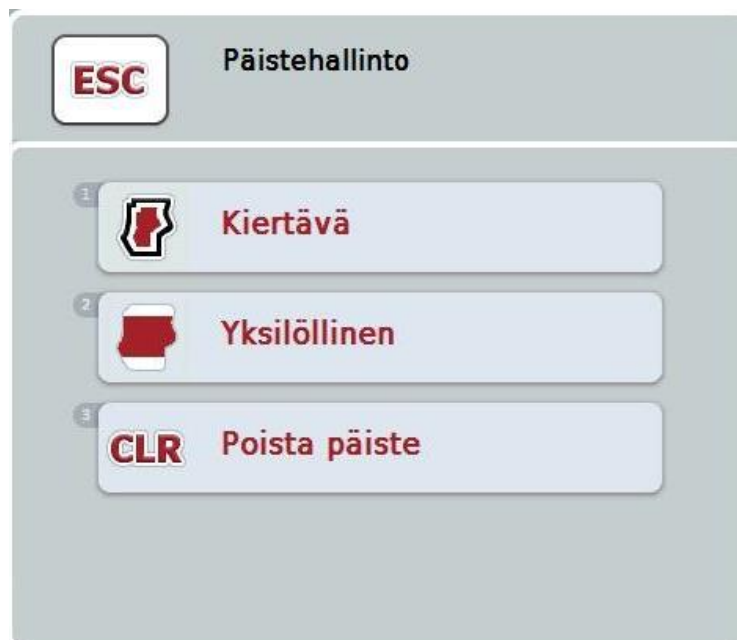 ESC
Päistehallinto
1
Kiertävä
2
Yksilöllinen
3
CLR
Poista päiste